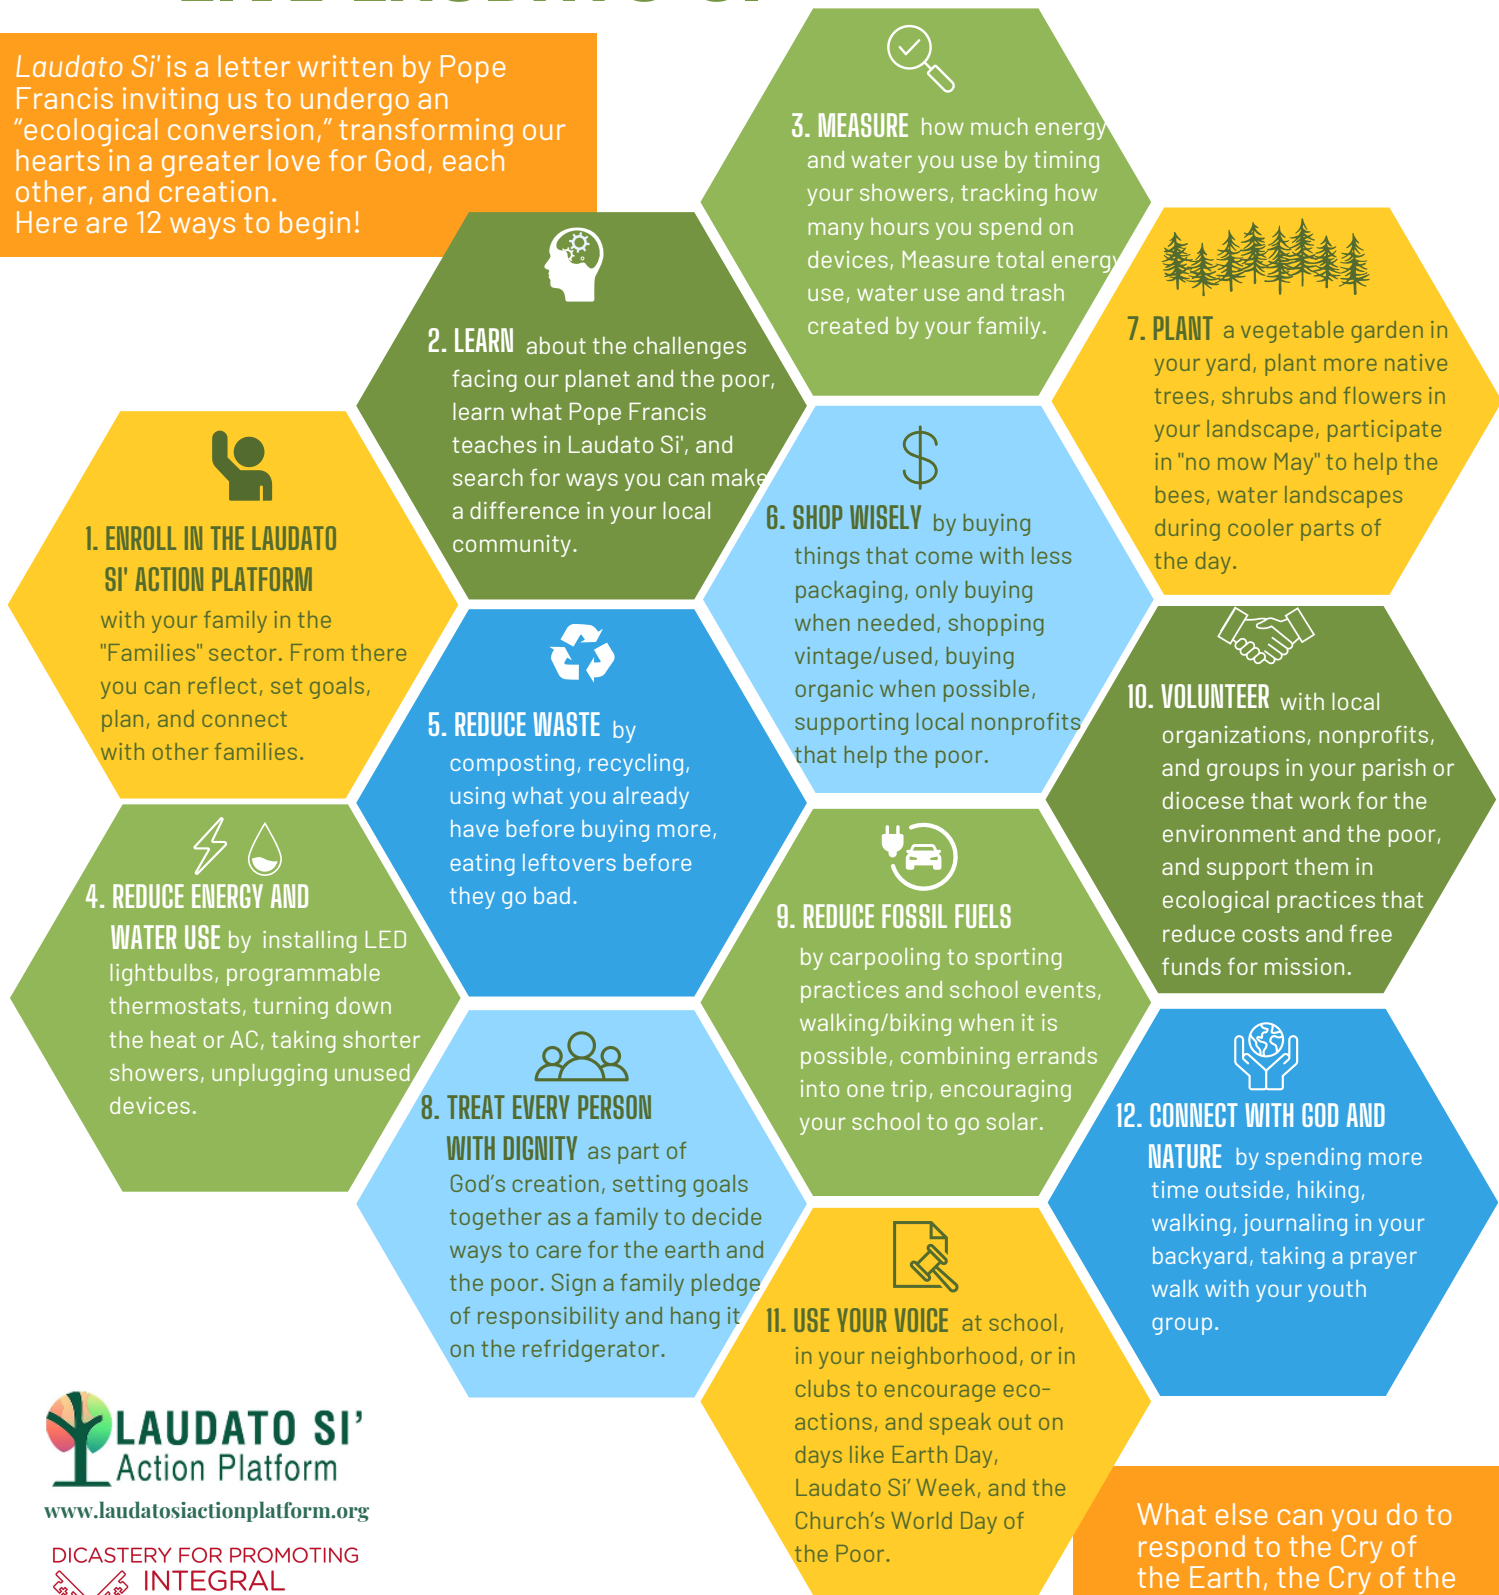 Laudato Si' is a letter written by Pope
Francis inviting us to undergo an
“ecological conversion,” transforming our
hearts in a greater love for God, each
other, and creation.
Here are 12 ways to begin!
1. ENROLL IN THE LAUDATO
SI' ACTION PLATFORM
with your family in the
"Families" sector. From there
you can reflect, set goals,
plan, and connect
with other families.
2. LEARN about the challenges
facing our planet and the poor,
learn what Pope Francis
teaches in Laudato Si', and
search for ways you can make
a difference in your local
community.
3. MEASURE how much energy
and water you use by timing
your showers, tracking how
many hours you spend on
devices, Measure total energy
use, water use and trash
created by your family.
4. REDUCE ENERGY AND
WATER USE by installing LED
lightbulbs, programmable
thermostats, turning down
the heat or AC, taking shorter
showers, unplugging unused
devices.
5. REDUCE WASTE by
composting, recycling,
using what you already
have before buying more,
eating leftovers before
they go bad.
6. SHOP WISELY by buying
things that come with less
packaging, only buying
when needed, shopping
vintage/used, buying
organic when possible,
supporting local nonprofits
that help the poor.
7. PLANT a vegetable garden in
your yard, plant more native
trees, shrubs and flowers in
your landscape, participate
in "no mow May" to help the
bees, water landscapes
during cooler parts of
the day.
8. TREAT EVERY PERSON
WITH DIGNITY as part of
God’s creation, setting goals
together as a family to decide
ways to care for the earth and
the poor. Sign a family pledge
of responsibility and hang it
on the refridgerator.
9. REDUCE FOSSIL FUELS
by carpooling to sporting
practices and school events,
walking/biking when it is
possible, combining errands
into one trip, encouraging
your school to go solar.
10. VOLUNTEER with local
organizations, nonprofits,
and groups in your parish or
diocese that work for the
environment and the poor,
and support them in
ecological practices that
reduce costs and free
funds for mission.
11. USE YOUR VOICE at school,
in your neighborhood, or in
clubs to encourage eco-
actions, and speak out on
days like Earth Day,
Laudato Si’ Week, and the
Church’s World Day of
the Poor.
12. CONNECT WITH GOD AND
NATURE by spending more
time outside, hiking,
walking, journaling in your
backyard, taking a prayer
walk with your youth
group.
LAUDATO SI’
Action Platform
www.laudatosiactionplatform.org
DICASTERY FOR PROMOTING
INTEGRAL
What else can you do to
respond to the Cry of
the Earth, the Cry of the